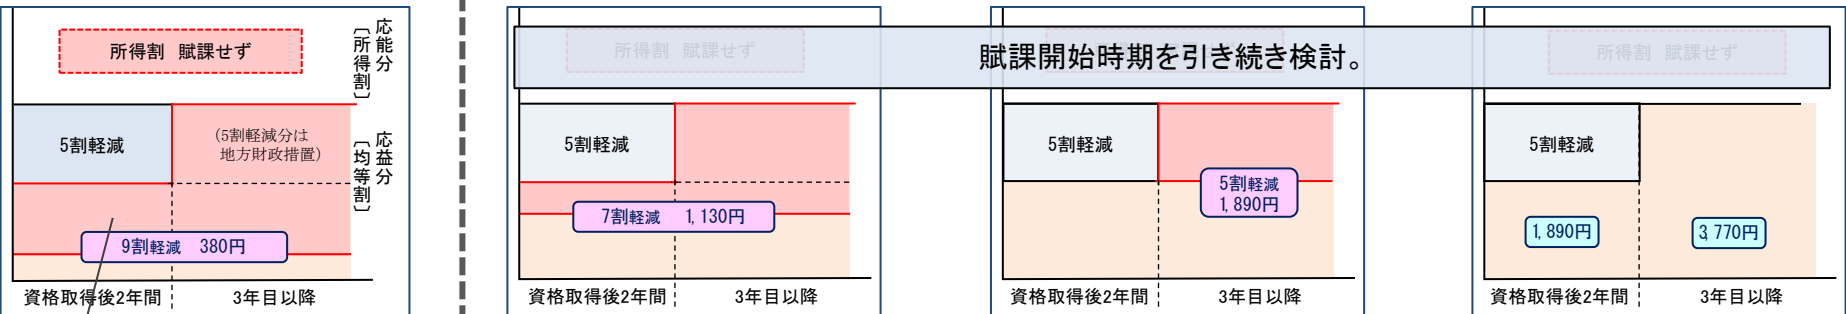 所得割 賦課せず
応能分
〔所得割〕
5割軽減
(5割軽減分は
地方財政措置)
応益分
〔均等割〕
9割軽減 380円
資格取得後2年間
3年目以降
賦課開始時期を引き続き検討。
所得割 賦課せず
5割軽減
7割軽減 1,130円
資格取得後2年間
3年目以降
5割軽減
5割軽減
1,890円
資格取得後2年間
3年目以降
所得割 賦課せず
5割軽減
1,890円
3,770円
資格取得後2年間
3年目以降